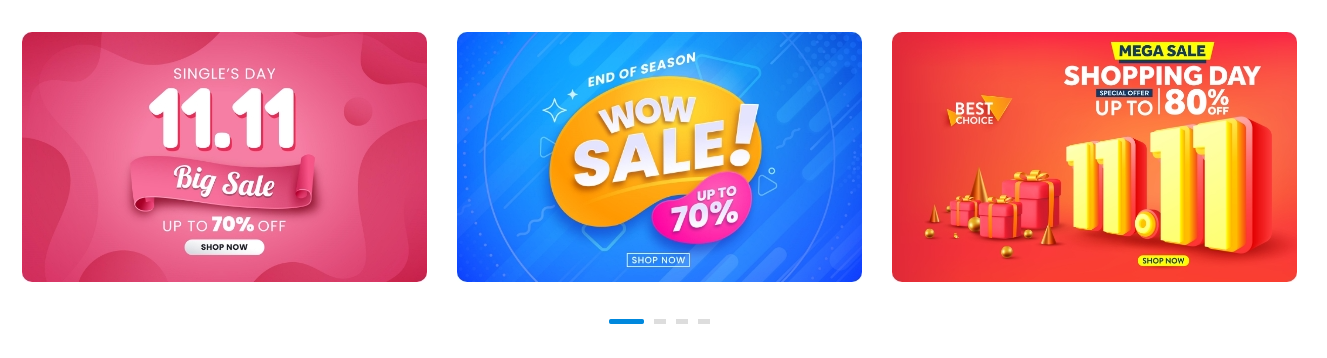 SINGLE'S DAY
11.11
Big Sale
UP TO 70% OFF
SHOP NOW
END OF SEASON
WOW
SALE!
UP TO
70%
SHOP NOW
MEGA SALE
SHOPPING DAY
SPECIAL OFFER
UP TO 80% OFF
BEST
CHOICE
11.11
SHOP NOW